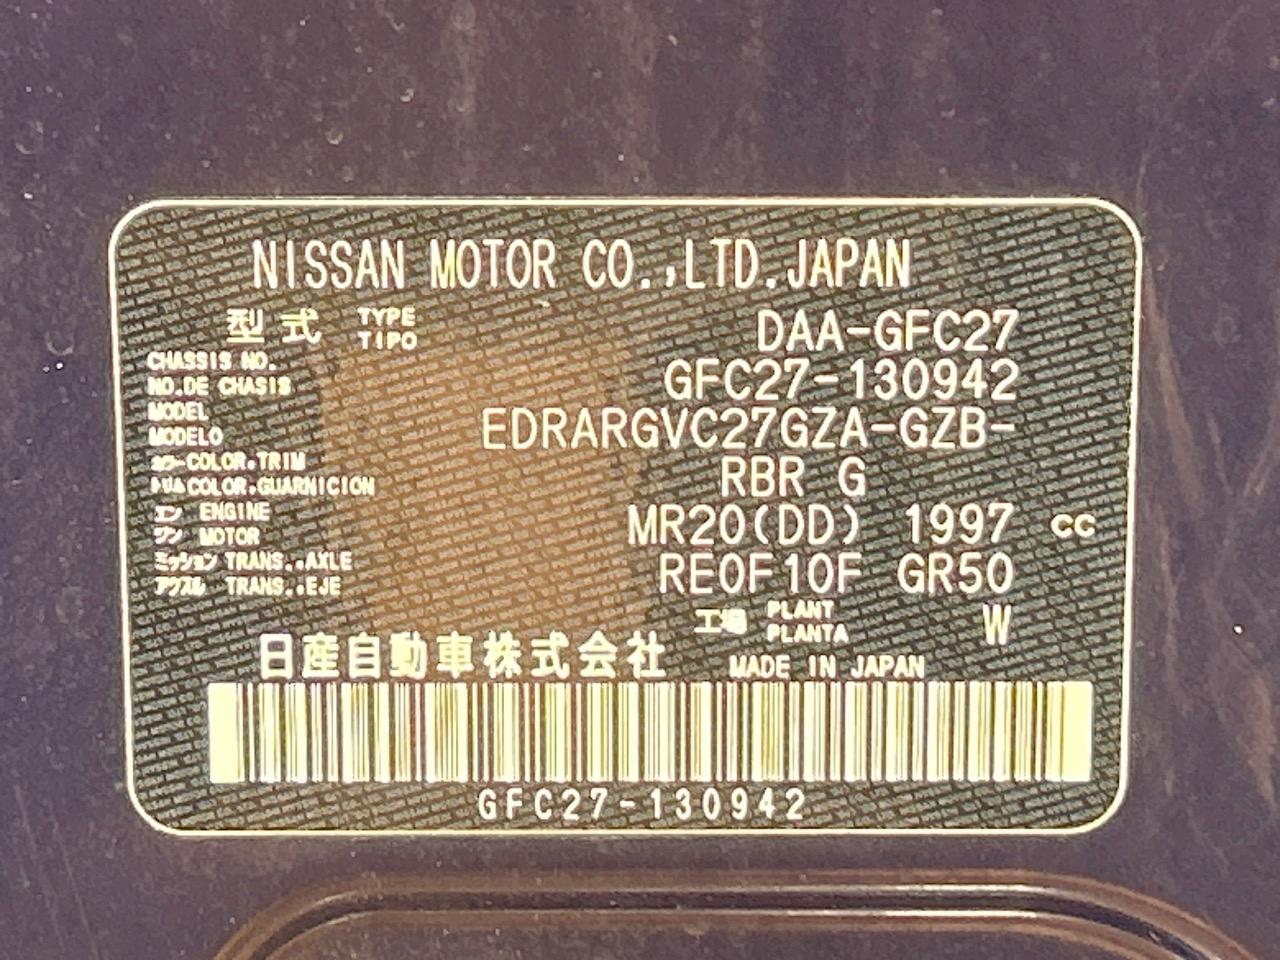 NISSAN MOTOR CO.,LTD.JAPAN
型式 TYPE TIPO DAA-GFC27
CHASSIS NO.
NO.DE CHASIS GFC27-130942
MODEL
MODELO EDRARGVC27GZA-GZB-
カラー COLOR.TRIM
トリム COLOR.GUARNICION RBR G
エン ENGINE
ジン MOTOR MR20(DD) 1997 CC
ミッション TRANS..AXLE
アクスル TRANS..EJE RE0F10F GR50
工場 PLANT PLANTA W
日産自動車株式会社 MADE IN JAPAN
GFC27-130942